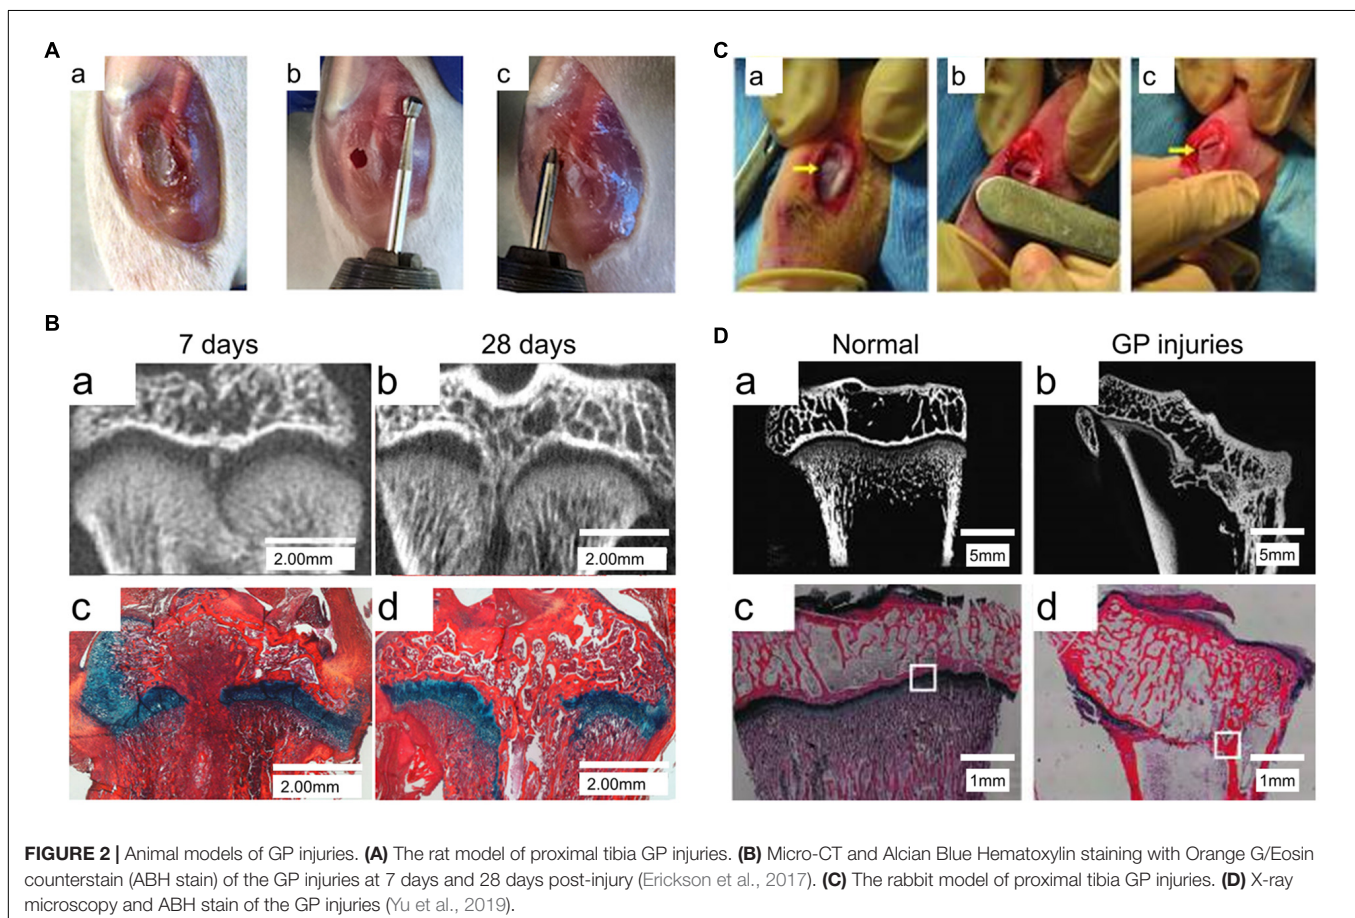 A
a
b
c
C
a
b
c
B
7 days
28 days
a
b
2.00mm
2.00mm
c
d
2.00mm
2.00mm
D
Normal
GP injuries
a
b
5mm
5mm
c
d
1mm
1mm
FIGURE 2 | Animal models of GP injuries. (A) The rat model of proximal tibia GP injuries. (B) Micro-CT and Alcian Blue Hematoxylin staining with Orange G/Eosin
counterstain (ABH stain) of the GP injuries at 7 days and 28 days post-injury (Erickson et al., 2017). (C) The rabbit model of proximal tibia GP injuries. (D) X-ray
microscopy and ABH stain of the GP injuries (Yu et al., 2019).